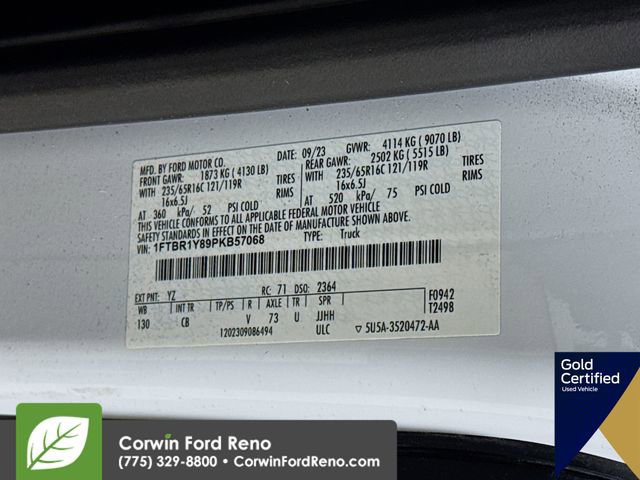 MFD. BY FORD MOTOR CO.
DATE: 09/23 GVWR: 4114 KG ( 9070 LB)
FRONT GAWR: 1873 KG ( 4130 LB)
REAR GAWR: 2502 KG ( 5515 LB)
WITH 235/65R16C 121/119R TIRES
WITH 235/65R16C 121/119R TIRES
16x6.5J RIMS
16x6.5J RIMS
AT 360 kPa/ 52 PSI COLD
AT 520 kPa/ 75 PSI COLD
THIS VEHICLE CONFORMS TO ALL APPLICABLE FEDERAL MOTOR VEHICLE
SAFETY STANDARDS IN EFFECT ON THE DATE OF MANUFACTURE SHOWN ABOVE.
VIN: 1FTBR1Y89PKB57068 TYPE: Truck
EXT PNT: YZ RC: 71 DSO: 2364
WB INT TR TP/PS R AXLE TR SPR F0942
130 CB V 73 U JJHH T2498
1202309086494 ULC ▽ 5U5A-3520472-AA
Gold
Certified
Used Vehicle
Corwin Ford Reno
(775) 329-8800 • CorwinFordReno.com